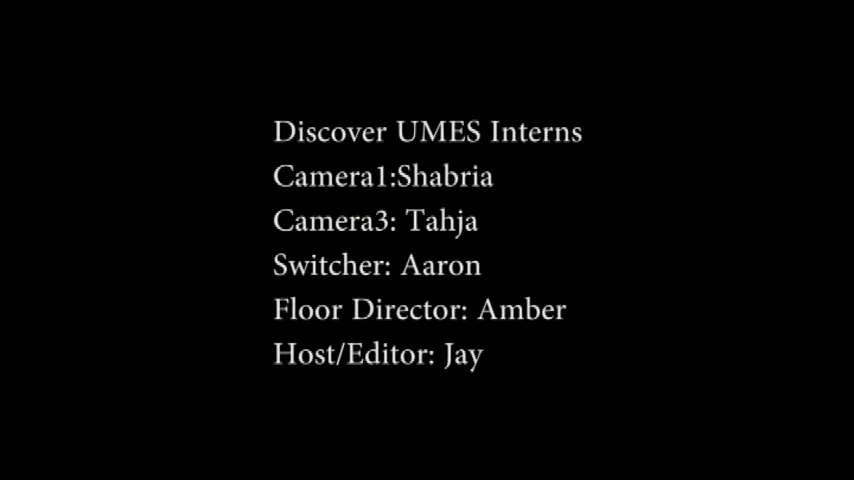 Discover UMES Interns
Camera1:Shabria
Camera3: Tahja
Switcher: Aaron
Floor Director: Amber
Host/Editor: Jay